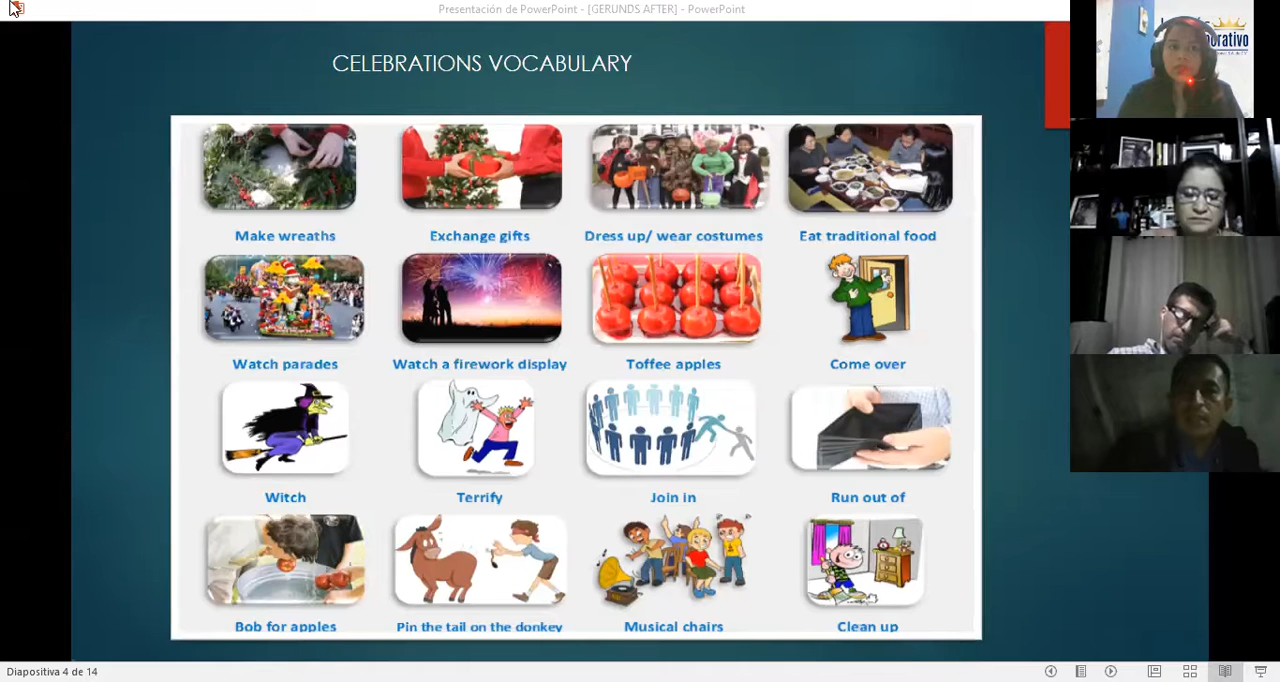 Presentación de PowerPoint - [GERUNDS AFTER] - PowerPoint
CELEBRATIONS VOCABULARY
Make wreaths
Exchange gifts
Dress up/ wear costumes
Eat traditional food
Watch parades
Watch a firework display
Toffee apples
Come over
Witch
Terrify
Join in
Run out of
Bob for apples
Pin the tail on the donkey
Musical chairs
Clean up
Diapositiva 4 de 14